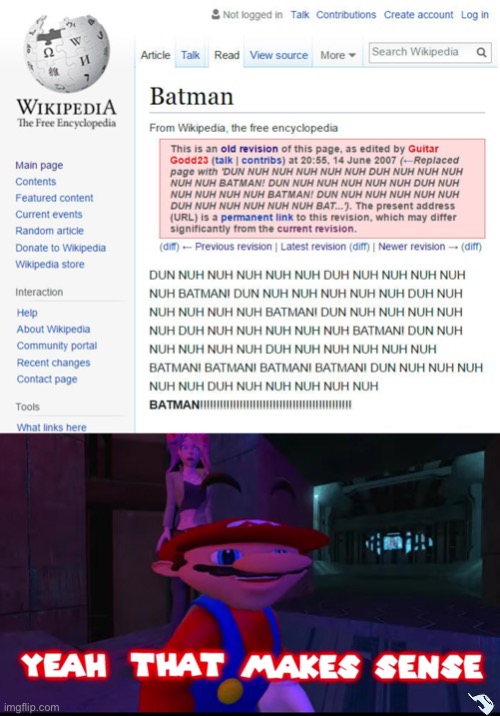 Not logged in Talk Contributions Create account Log in
Article Talk Read View source More Search Wikipedia
WIKIPEDIA
The Free Encyclopedia
Batman
From Wikipedia, the free encyclopedia
This is an old revision of this page, as edited by Guitar
Godd23 (talk | contribs) at 20:55, 14 June 2007 (←Replaced
page with 'DUN NUH NUH NUH NUH NUH DUH NUH NUH NUH
NUH NUH BATMAN! DUN NUH NUH NUH NUH NUH DUH NUH
NUH NUH NUH NUH BATMAN! DUN NUH NUH NUH NUH NUH
DUH NUH NUH NUH NUH NUH BAT...'). The present address
(URL) is a permanent link to this revision, which may differ
significantly from the current revision.
(diff) ← Previous revision | Latest revision (diff) | Newer revision → (diff)
DUN NUH NUH NUH NUH NUH DUH NUH NUH NUH NUH
NUH BATMAN! DUN NUH NUH NUH NUH NUH DUH NUH
NUH NUH NUH NUH BATMAN! DUN NUH NUH NUH NUH
NUH DUH NUH NUH NUH NUH NUH BATMAN! DUN NUH
NUH NUH NUH NUH DUH NUH NUH NUH NUH NUH
BATMAN! BATMAN! BATMAN! BATMAN! DUN NUH NUH NUH
NUH NUH DUH NUH NUH NUH NUH NUH
BATMAN!!!!!!!!!!!!!!!!!!!!!!!!!!!!!!!!!!!!!!!!!!!!!!
Main page
Contents
Featured content
Current events
Random article
Donate to Wikipedia
Wikipedia store
Interaction
Help
About Wikipedia
Community portal
Recent changes
Contact page
Tools
What links here
YEAH THAT MAKES SENSE
imgflip.com